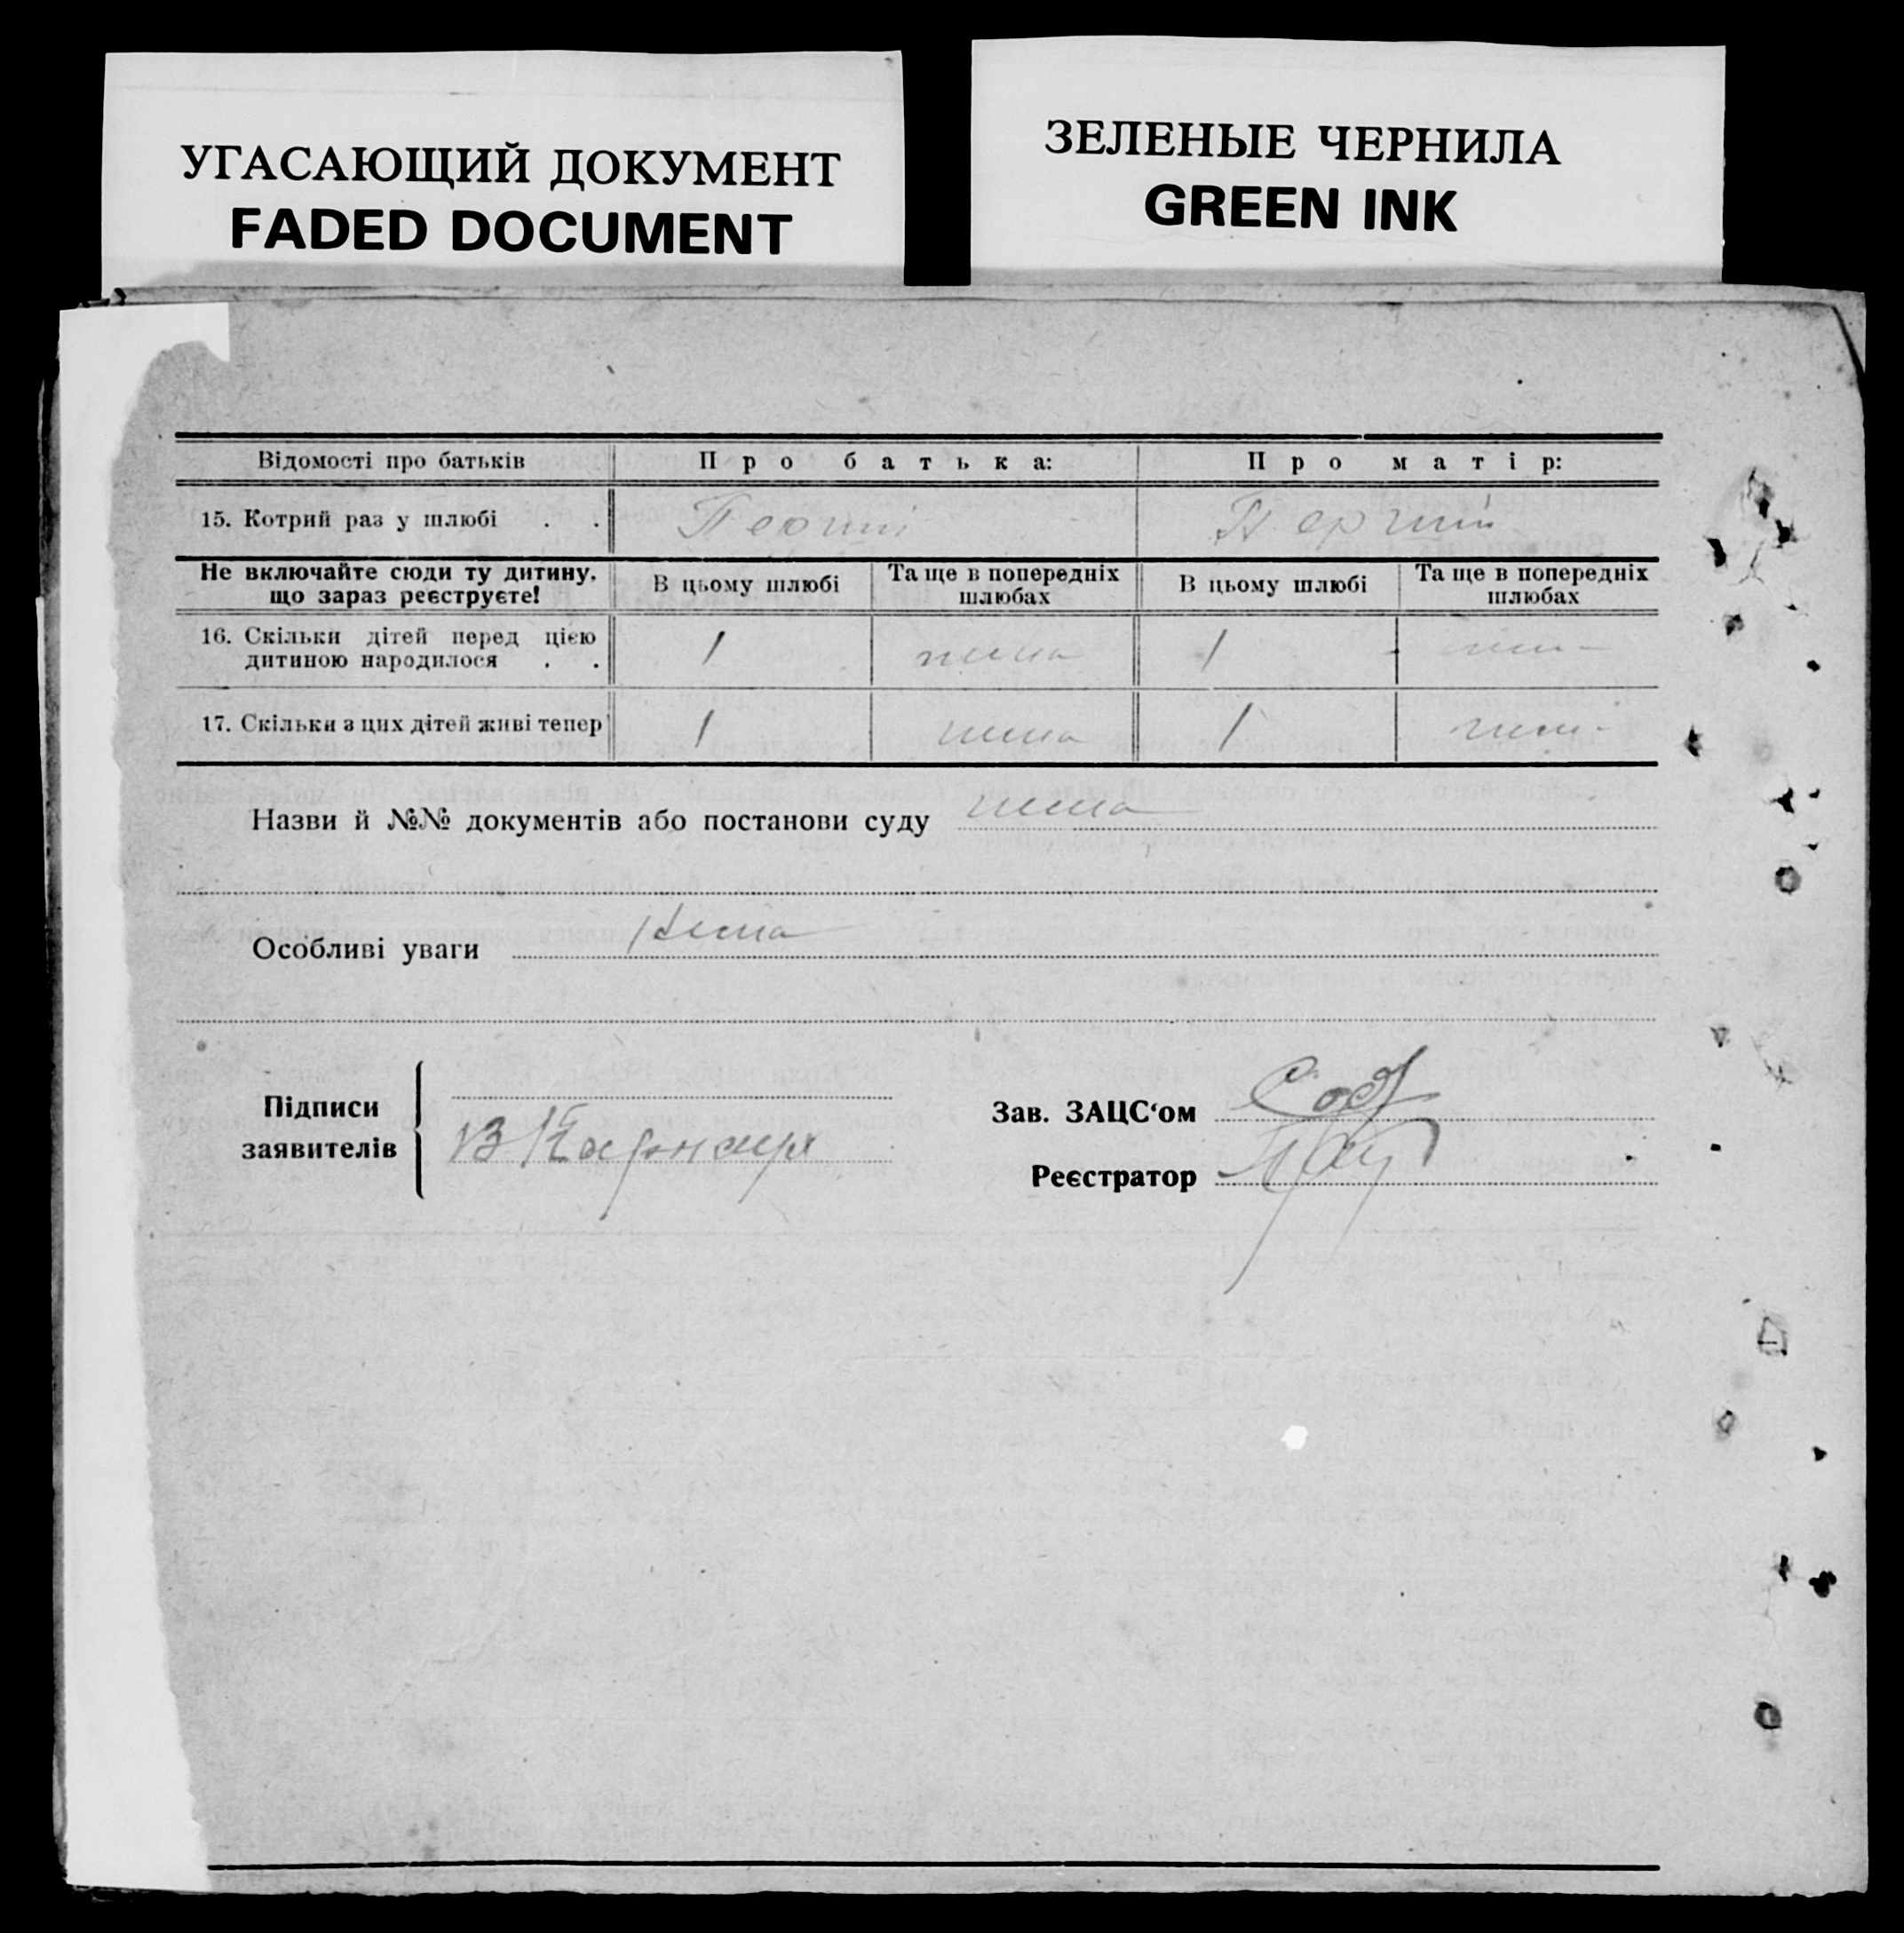 УГАСАЮЩИЙ ДОКУМЕНТ
FADED DOCUMENT
ЗЕЛЕНЫЕ ЧЕРНИЛА
GREEN INK
Відомості про батьків Про батька: Про матір:
15. Котрий раз у шлюбі . . Перший
Не включайте сюди ту дитину,
що зараз реєструєте!
В цьому шлюбі
Та ще в попередніх
шлюбах
В цьому шлюбі
Та ще в попередніх
шлюбах
16. Скільки дітей перед цією
дитиною народилося . .
1 нема 1
17. Скільки з цих дітей живі тепер 1 нема 1
Назви й №№ документів або постанови суду нема
Особливі уваги Нема
Підписи
заявителів
Зав. ЗАЦС‘ом
Реєстратор